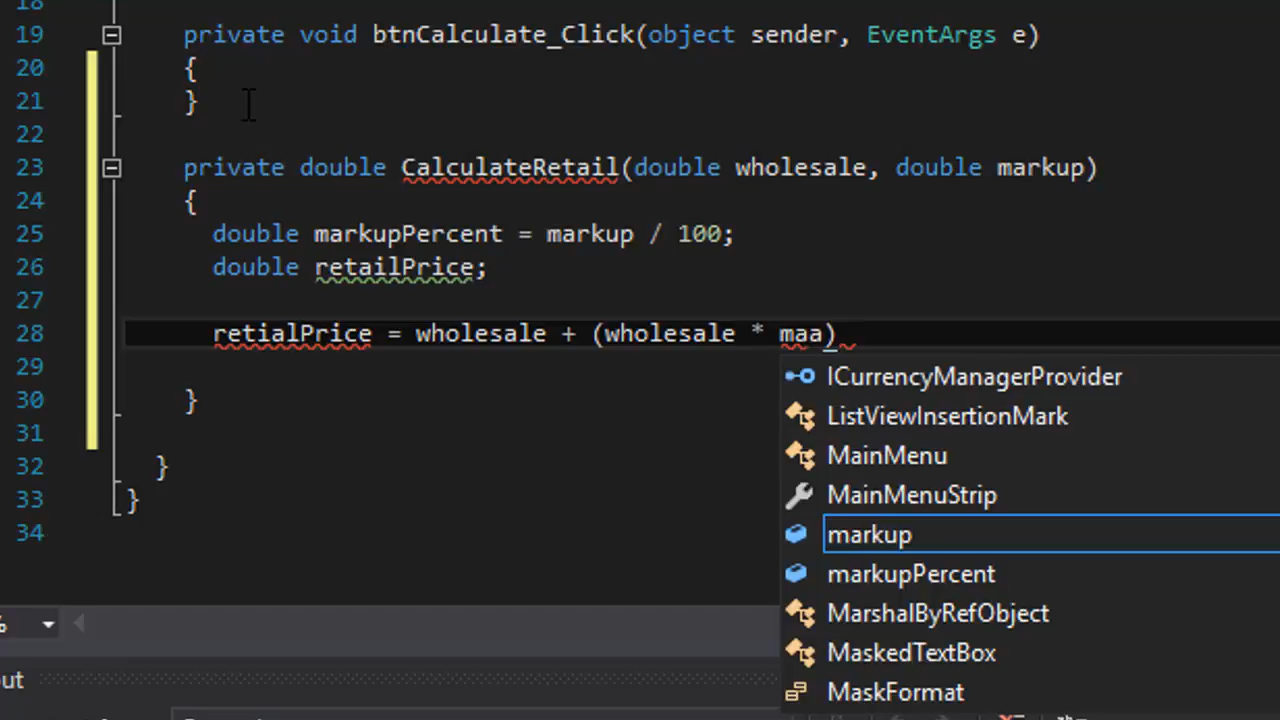 18
19 private void btnCalculate_Click(object sender, EventArgs e)
20 {
21 }
22
23 private double CalculateRetail(double wholesale, double markup)
24 {
25 double markupPercent = markup / 100;
26 double retailPrice;
27
28 retialPrice = wholesale + (wholesale * maa)
29
30 }
31
32 }
33 }
34
ICurrencyManagerProvider
ListViewInsertionMark
MainMenu
MainMenuStrip
markup
markupPercent
MarshalByRefObject
MaskedTextBox
MaskFormat
%
out